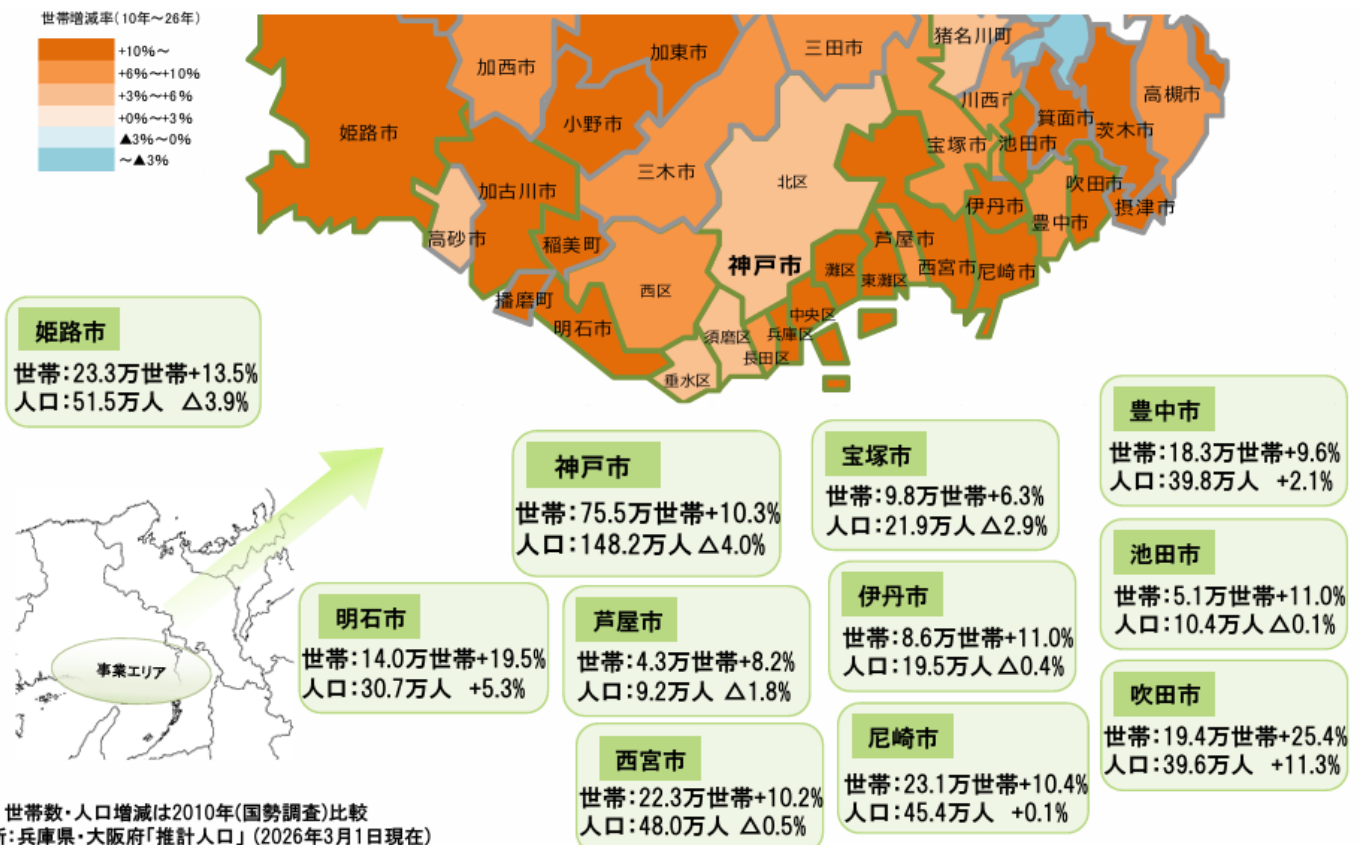 世帯増減率(10年～26年)
+10%～
+6%～+10%
+3%～+6%
+0%～+3%
▲3%～0%
～▲3%
猪名川町
加東市
三田市
加西市
高槻市
川西市
小野市
箕面市
茨木市
姫路市
宝塚市
池田市
三木市
北区
吹田市
加古川市
伊丹市
摂津市
豊中市
高砂市
稲美町
芦屋市
神戸市
灘区
東灘区
西宮市
尼崎市
西区
播磨町
中央区
明石市
須磨区
兵庫区
長田区
垂水区
姫路市
世帯:23.3万世帯+13.5%
人口:51.5万人 △3.9%
豊中市
世帯:18.3万世帯+9.6%
人口:39.8万人 +2.1%
神戸市
世帯:75.5万世帯+10.3%
人口:148.2万人 △4.0%
宝塚市
世帯:9.8万世帯+6.3%
人口:21.9万人 △2.9%
池田市
世帯:5.1万世帯+11.0%
人口:10.4万人 △0.1%
明石市
世帯:14.0万世帯+19.5%
人口:30.7万人 +5.3%
芦屋市
世帯:4.3万世帯+8.2%
人口:9.2万人 △1.8%
伊丹市
世帯:8.6万世帯+11.0%
人口:19.5万人 △0.4%
吹田市
世帯:19.4万世帯+25.4%
人口:39.6万人 +11.3%
事業エリア
西宮市
世帯:22.3万世帯+10.2%
人口:48.0万人 △0.5%
尼崎市
世帯:23.1万世帯+10.4%
人口:45.4万人 +0.1%
世帯数・人口増減は2010年(国勢調査)比較
所:兵庫県・大阪府「推計人口」(2026年3月1日現在)